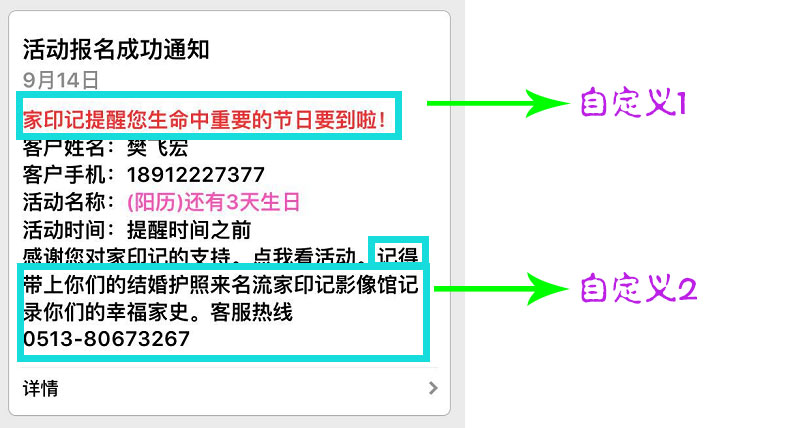 活动报名成功通知
9月14日
家印记提醒您生命中重要的节日要到啦！
自定义1
客户姓名：樊飞宏
客户手机：18912227377
活动名称：(阳历)还有3天生日
活动时间：提醒时间之前
感谢您对家印记的支持。点我看活动。记得
带上你们的结婚护照来名流家印记影像馆记
录你们的幸福家史。客服热线
0513-80673267
自定义2
详情